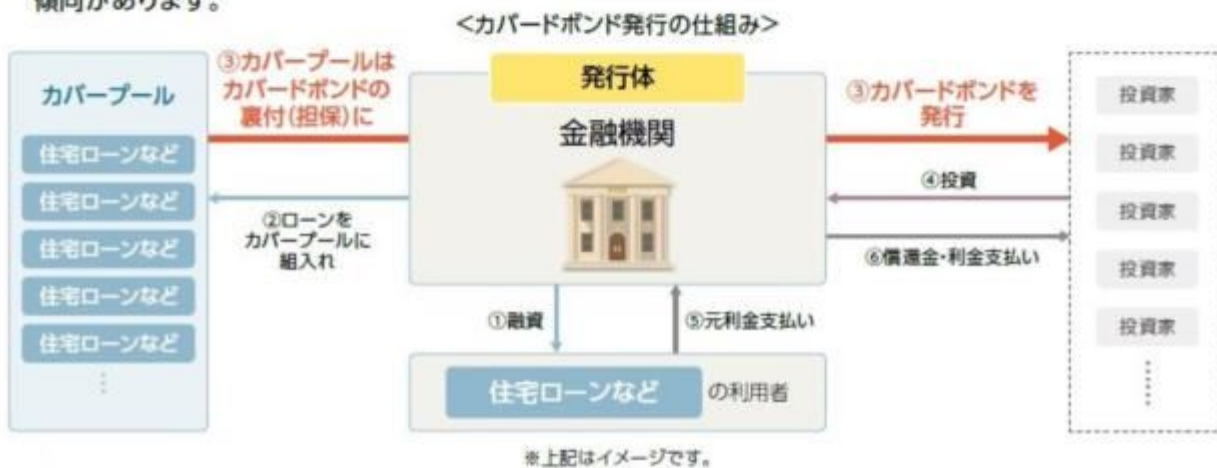 傾向があります。
＜カバードボンド発行の仕組み＞
カバープール
住宅ローンなど
住宅ローンなど
住宅ローンなど
住宅ローンなど
住宅ローンなど
③カバープールは
カバードボンドの
裏付(担保)に
②ローンを
カバープールに
組入れ
発行体
金融機関
①融資
⑤元利金支払い
住宅ローンなど の利用者
③カバードボンドを
発行
④投資
⑥償還金・利金支払い
投資家
投資家
投資家
投資家
投資家
※上記はイメージです。